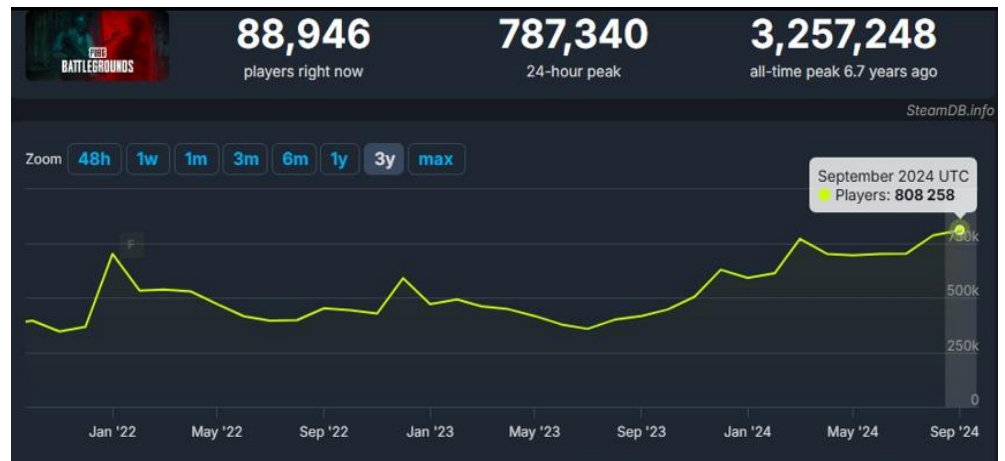 PUBG
BATTLEGROUNDS
88,946
players right now
787,340
24-hour peak
3,257,248
all-time peak 6.7 years ago
SteamDB.info
Zoom 48h 1w 1m 3m 6m 1y 3y max
September 2024 UTC
Players: 808 258
F
750k
500k
250k
0
Jan '22 May '22 Sep '22 Jan '23 May '23 Sep '23 Jan '24 May '24 Sep '24